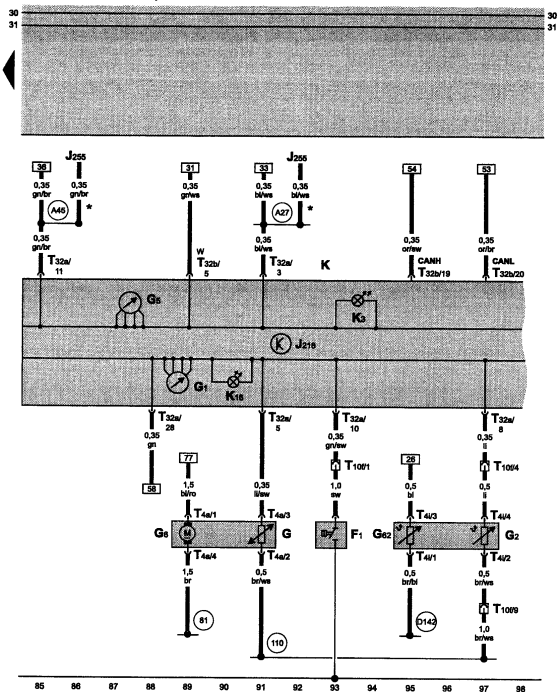 30 30
31 31
J255 J255
36 31 33 54 53
0,35 0,35 0,35 0,35 0,35 0,35 0,35
gn/br gn/br gn/ws bl/ws bl/ws or/sw or/br
A45 * A27 *
0,35 0,35
gn/br W bl/ws CANH CANL
T32a/ T32b/ T32a/ K T32b/19 T32b/20
11 5 3
G5 K3
J218
G1 K16
T32a/ T32a/ T32a/ T32a/
28 5 10 8
0,35 0,35 0,35
gn gn/sw li
77 T10f/1 26 T10f/4
58
1,5 0,35 1,0 0,5 0,5
bl/ro li/sw sw bl li
T4a/1 T4a/3 T4i/3 T4i/4
G6 M G F1 G62 G2
T4a/4 T4a/2 T4i/1 T4i/2
1,5 0,5 0,5 0,5
br br/ws br/bl br/ws
81 110 D142 T10f/9
1,0
br/ws
85 86 87 88 89 90 91 92 93 94 95 96 97 98